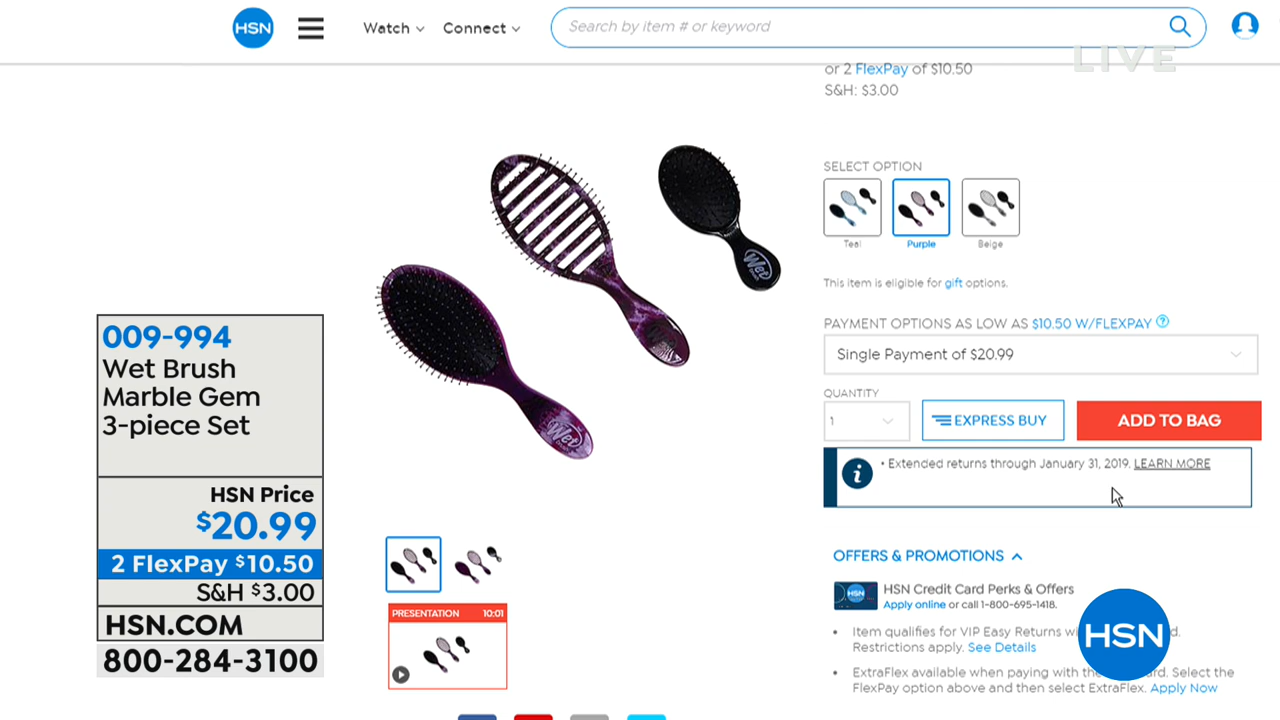 HSN
Watch
Connect
Search by item # or keyword
LIVE
or 2 FlexPay of $10.50
S&H: $3.00
SELECT OPTION
Teal
Purple
Beige
This item is eligible for gift options.
PAYMENT OPTIONS AS LOW AS $10.50 W/FLEXPAY ?
Single Payment of $20.99
QUANTITY
1
EXPRESS BUY
ADD TO BAG
i
• Extended returns through January 31, 2019. LEARN MORE
OFFERS & PROMOTIONS
HSN
HSN Credit Card Perks & Offers
Apply online or call 1-800-695-1418.
• Item qualifies for VIP Easy Returns
Restrictions apply. See Details
• ExtraFlex available when paying with the
Select the
FlexPay option above and then select ExtraFlex. Apply Now
HSN
Wet
Wet
009-994
Wet Brush
Marble Gem
3-piece Set
HSN Price
$20.99
2 FlexPay $10.50
S&H $3.00
HSN.COM
800-284-3100
PRESENTATION 10:01